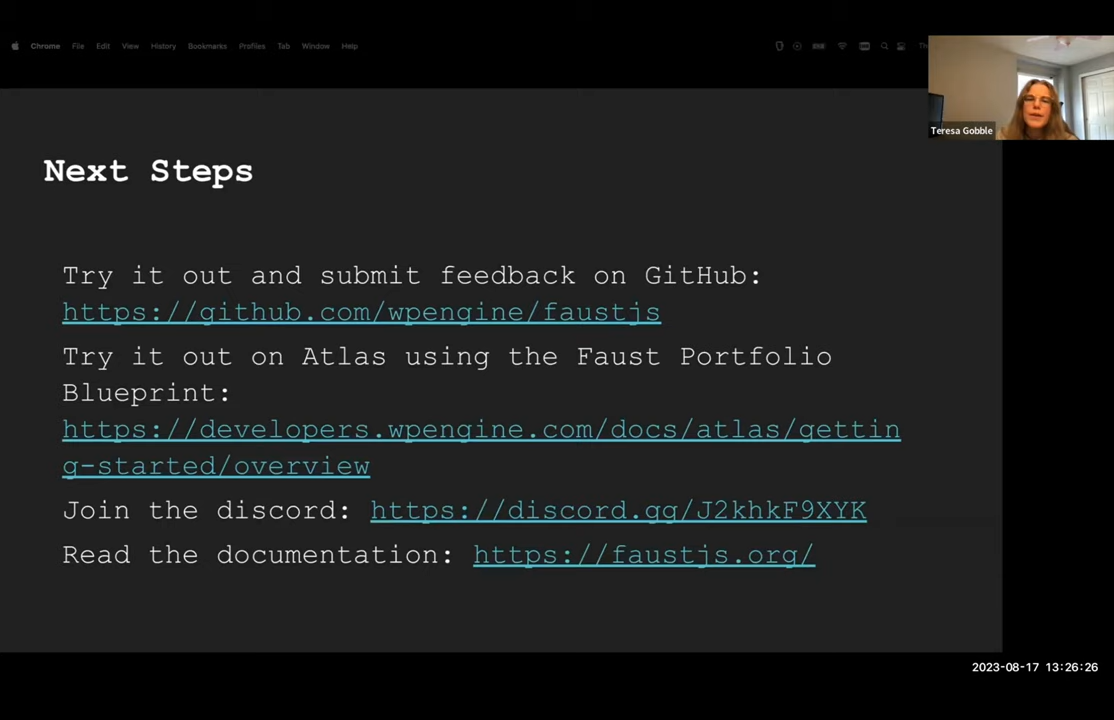 Chrome File Edit View History Bookmarks Profiles Tab Window Help
Teresa Gobble
Next Steps
Try it out and submit feedback on GitHub:
https://github.com/wpengine/faustjs
Try it out on Atlas using the Faust Portfolio
Blueprint:
https://developers.wpengine.com/docs/atlas/gettin
g-started/overview
Join the discord: https://discord.gg/J2khkF9XYK
Read the documentation: https://faustjs.org/
2023-08-17 13:26:26